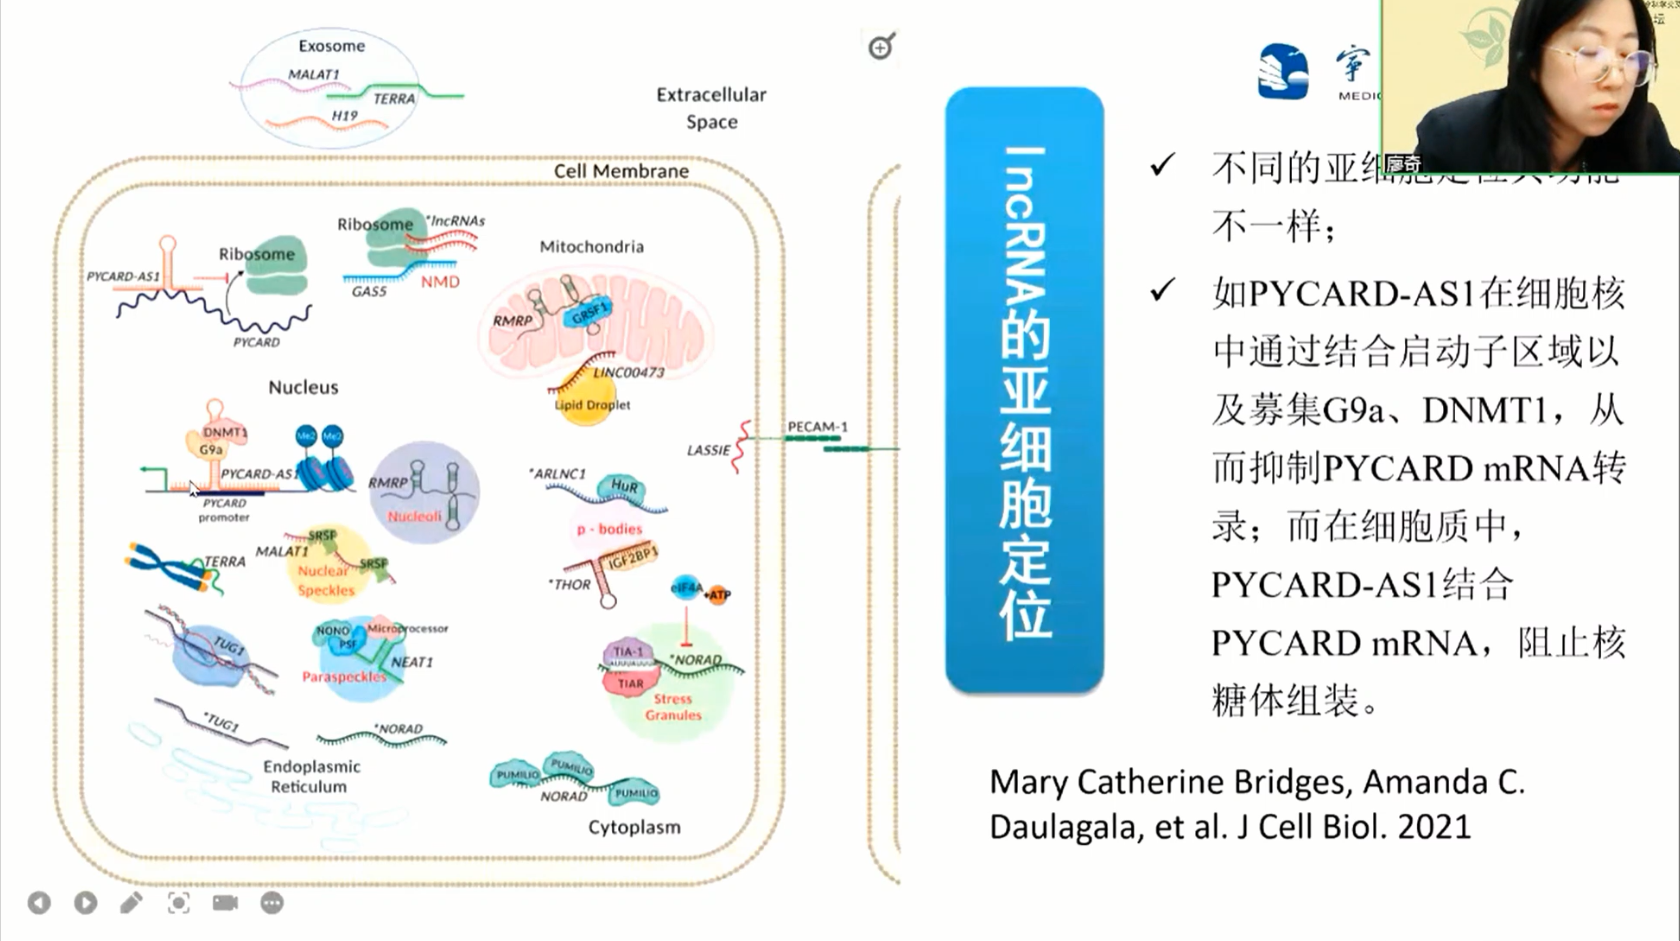 Exosome
MALAT1
TERRA
H19
Extracellular
Space
Cell Membrane
PYCARD-AS1
Ribosome
PYCARD
Ribosome
*lncRNAs
GAS5
NMD
Mitochondria
RMRP
GRSF1
LINC00473
Lipid Droplet
Nucleus
DNMT1
G9a
PYCARD-AS1
PYCARD
promoter
Me2
Me2
RMRP
Nucleoli
TERRA
MALAT1
SRSF
SRSF
Nuclear
Speckles
TUG1
NONO
PSF
Microprocessor
NEAT1
Paraspeckles
*TUG1
*NORAD
Endoplasmic
Reticulum
LASSIE
PECAM-1
*ARLNC1
HuR
p - bodies
IGF2BP1
*THOR
eIF4A
+ATP
TIA-1
AUUUAUUA
TIAR
*NORAD
Stress
Granules
PUMILIO
PUMILIO
PUMILIO
NORAD
Cytoplasm
lncRNA的亚细胞定位
寧
MEDIC
廖奇
坛
✓ 不同的亚细胞定位其功能
不一样；
✓ 如PYCARD-AS1在细胞核
中通过结合启动子区域以
及募集G9a、DNMT1，从
而抑制PYCARD mRNA转
录；而在细胞质中，
PYCARD-AS1结合
PYCARD mRNA，阻止核
糖体组装。
Mary Catherine Bridges, Amanda C.
Daulagala, et al. J Cell Biol. 2021